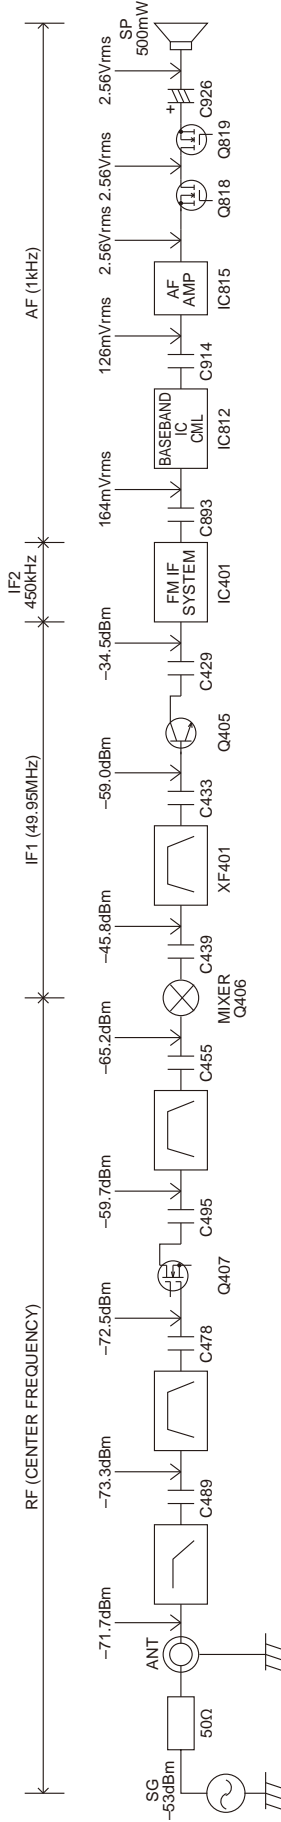 RF (CENTER FREQUENCY)
IF1 (49.95MHz)
IF2
450kHz
AF (1kHz)
SG
–53dBm
–71.7dBm
–73.3dBm
–72.5dBm
–59.7dBm
–65.2dBm
–45.8dBm
–59.0dBm
–34.5dBm
164mVrms
126mVrms
2.56Vrms
2.56Vrms
2.56Vrms
SP
500mW
ANT
FM IF
SYSTEM
BASEBAND
IC
CML
AF
AMP
+
50Ω
C489
C478
Q407
C495
C455
MIXER
Q406
C439
XF401
C433
Q405
C429
IC401
C893
IC812
C914
IC815
Q818
Q819
C926